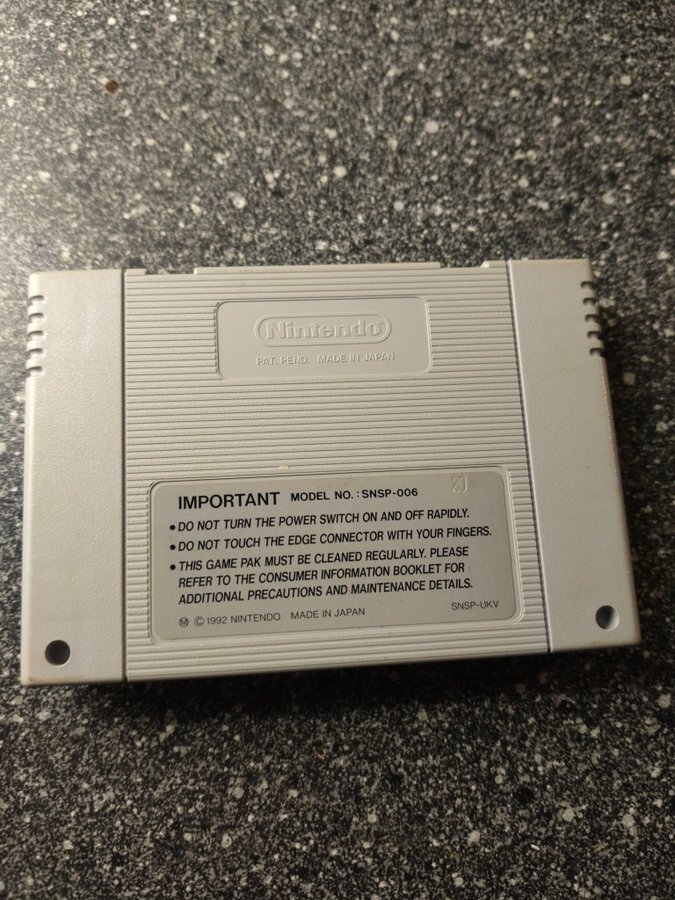 Nintendo®
PAT. PEND. MADE IN JAPAN
IMPORTANT MODEL NO. : SNSP-006
• DO NOT TURN THE POWER SWITCH ON AND OFF RAPIDLY.
• DO NOT TOUCH THE EDGE CONNECTOR WITH YOUR FINGERS.
• THIS GAME PAK MUST BE CLEANED REGULARLY. PLEASE
REFER TO THE CONSUMER INFORMATION BOOKLET FOR
ADDITIONAL PRECAUTIONS AND MAINTENANCE DETAILS.
Ⓜ © 1992 NINTENDO MADE IN JAPAN SNSP-UKV